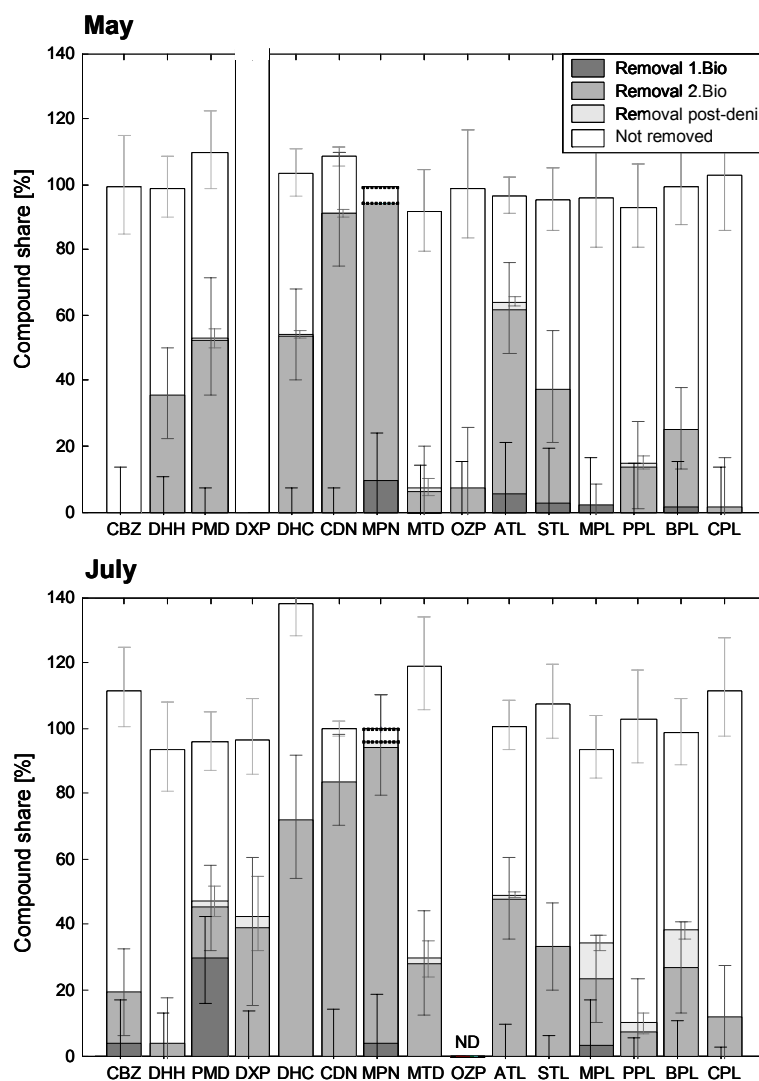 May
140
120
100
80
60
40
20
0
Compound share [%]
Removal 1.Bio
Removal 2.Bio
Removal post-deni
Not removed
CBZ DHH PMD DXP DHC CDN MPN MTD OZP ATL STL MPL PPL BPL CPL
July
140
120
100
80
60
40
20
0
Compound share [%]
ND
CBZ DHH PMD DXP DHC CDN MPN MTD OZP ATL STL MPL PPL BPL CPL